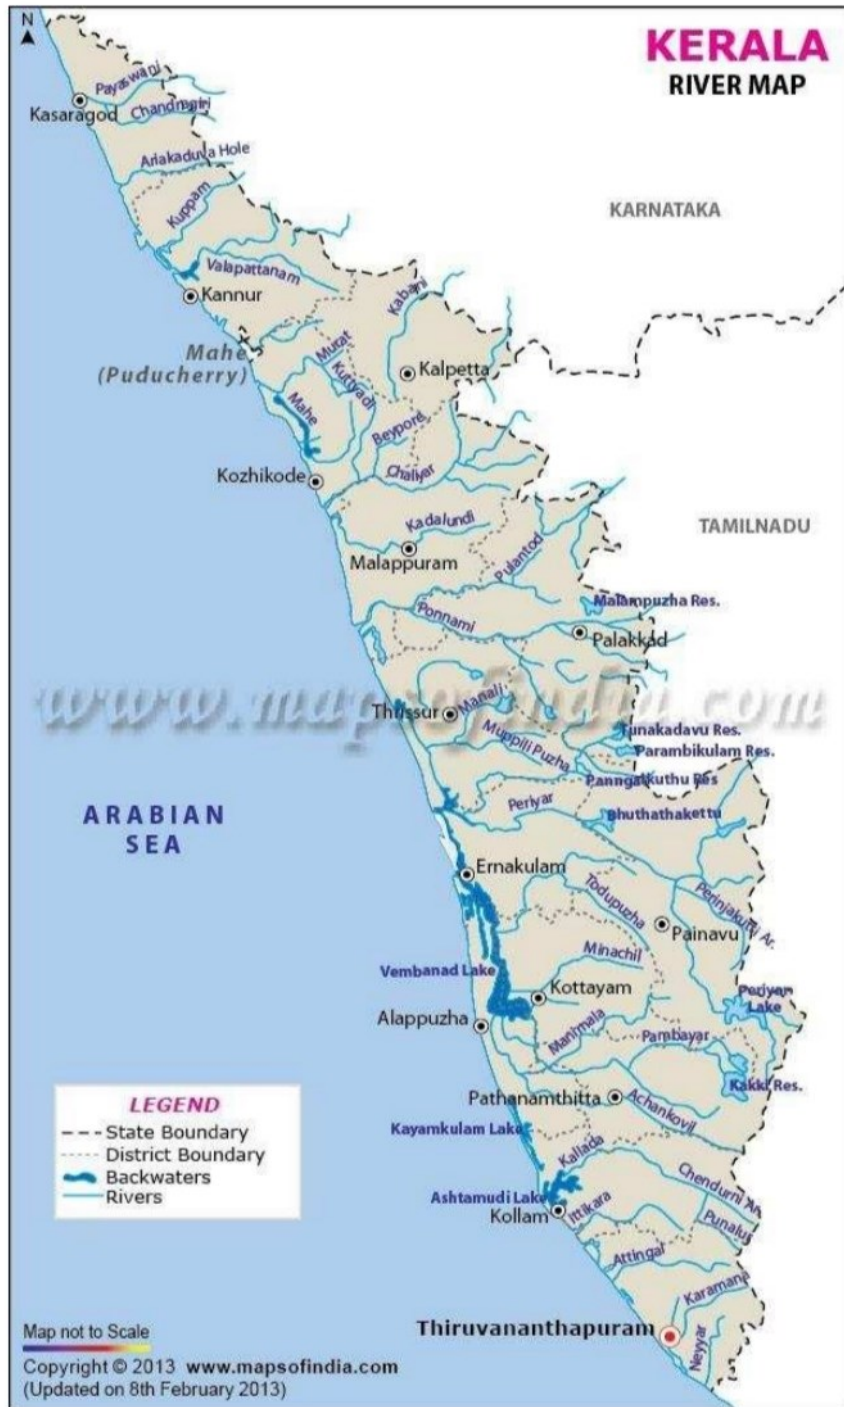 N
KERALA
RIVER MAP
Payaswani
Kasaragod
Chandragiri
Ariakaduva Hole
KARNATAKA
Kuppam
Valapattanam
Kannur
Kabani
Mahe
(Puducherry)
Murat
Kuttyadi
Kalpetta
Mahe
Beypore
Kozhikode
Chaliyar
Kadalundi
TAMILNADU
Malappuram
Pulantod
Malampuzha Res.
Ponnami
Palakkad
www.mapsofindia.com
Thrissur
Manali
Tunakadavu Res.
Muppili Puzha
Parambikulam Res.
Panngalkuthu Res
Periyar
Bhuthathakettu
ARABIAN
SEA
Ernakulam
Todupuzha
Perinjakutti Ar.
Painavu
Minachil
Vembanad Lake
Kottayam
Periyar
Lake
Alappuzha
Manimala
Pambayar
Kakki Res.
Pathanamthitta
Achankovil
Kayamkulam Lake
Kallada
Chendurni Ar.
Ashtamudi Lake
Kollam
Ittikara
Punalur
Attingal
Karamana
Thiruvananthapuram
Neyyar
LEGEND
State Boundary
District Boundary
Backwaters
Rivers
Map not to Scale
Copyright © 2013 www.mapsofindia.com
(Updated on 8th February 2013)